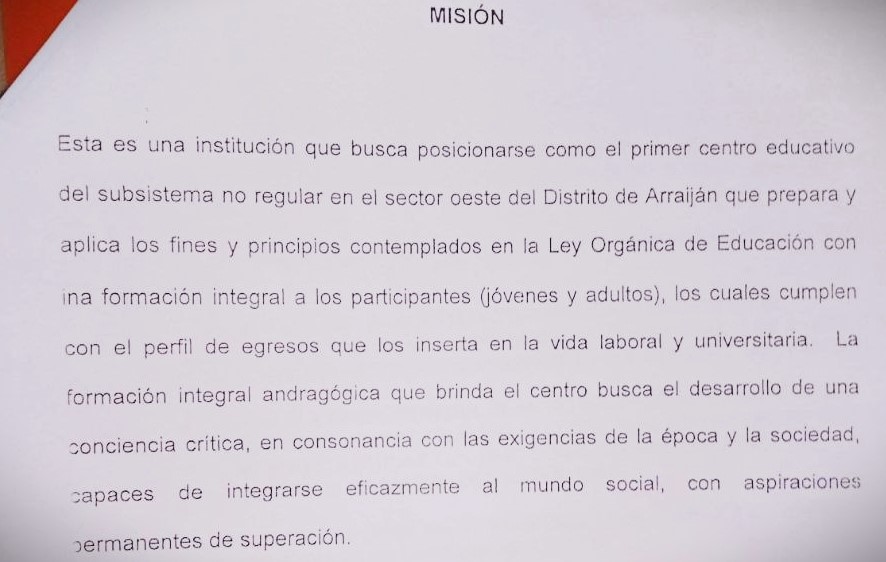 MISIÓN
Esta es una institución que busca posicionarse como el primer centro educativo
del subsistema no regular en el sector oeste del Distrito de Arraiján que prepara y
aplica los fines y principios contemplados en la Ley Orgánica de Educación con
ina formación integral a los participantes (jóvenes y adultos), los cuales cumplen
con el perfil de egresos que los inserta en la vida laboral y universitaria. La
formación integral andragógica que brinda el centro busca el desarrollo de una
conciencia crítica, en consonancia con las exigencias de la época y la sociedad,
capaces de integrarse eficazmente al mundo social, con aspiraciones
permanentes de superación.